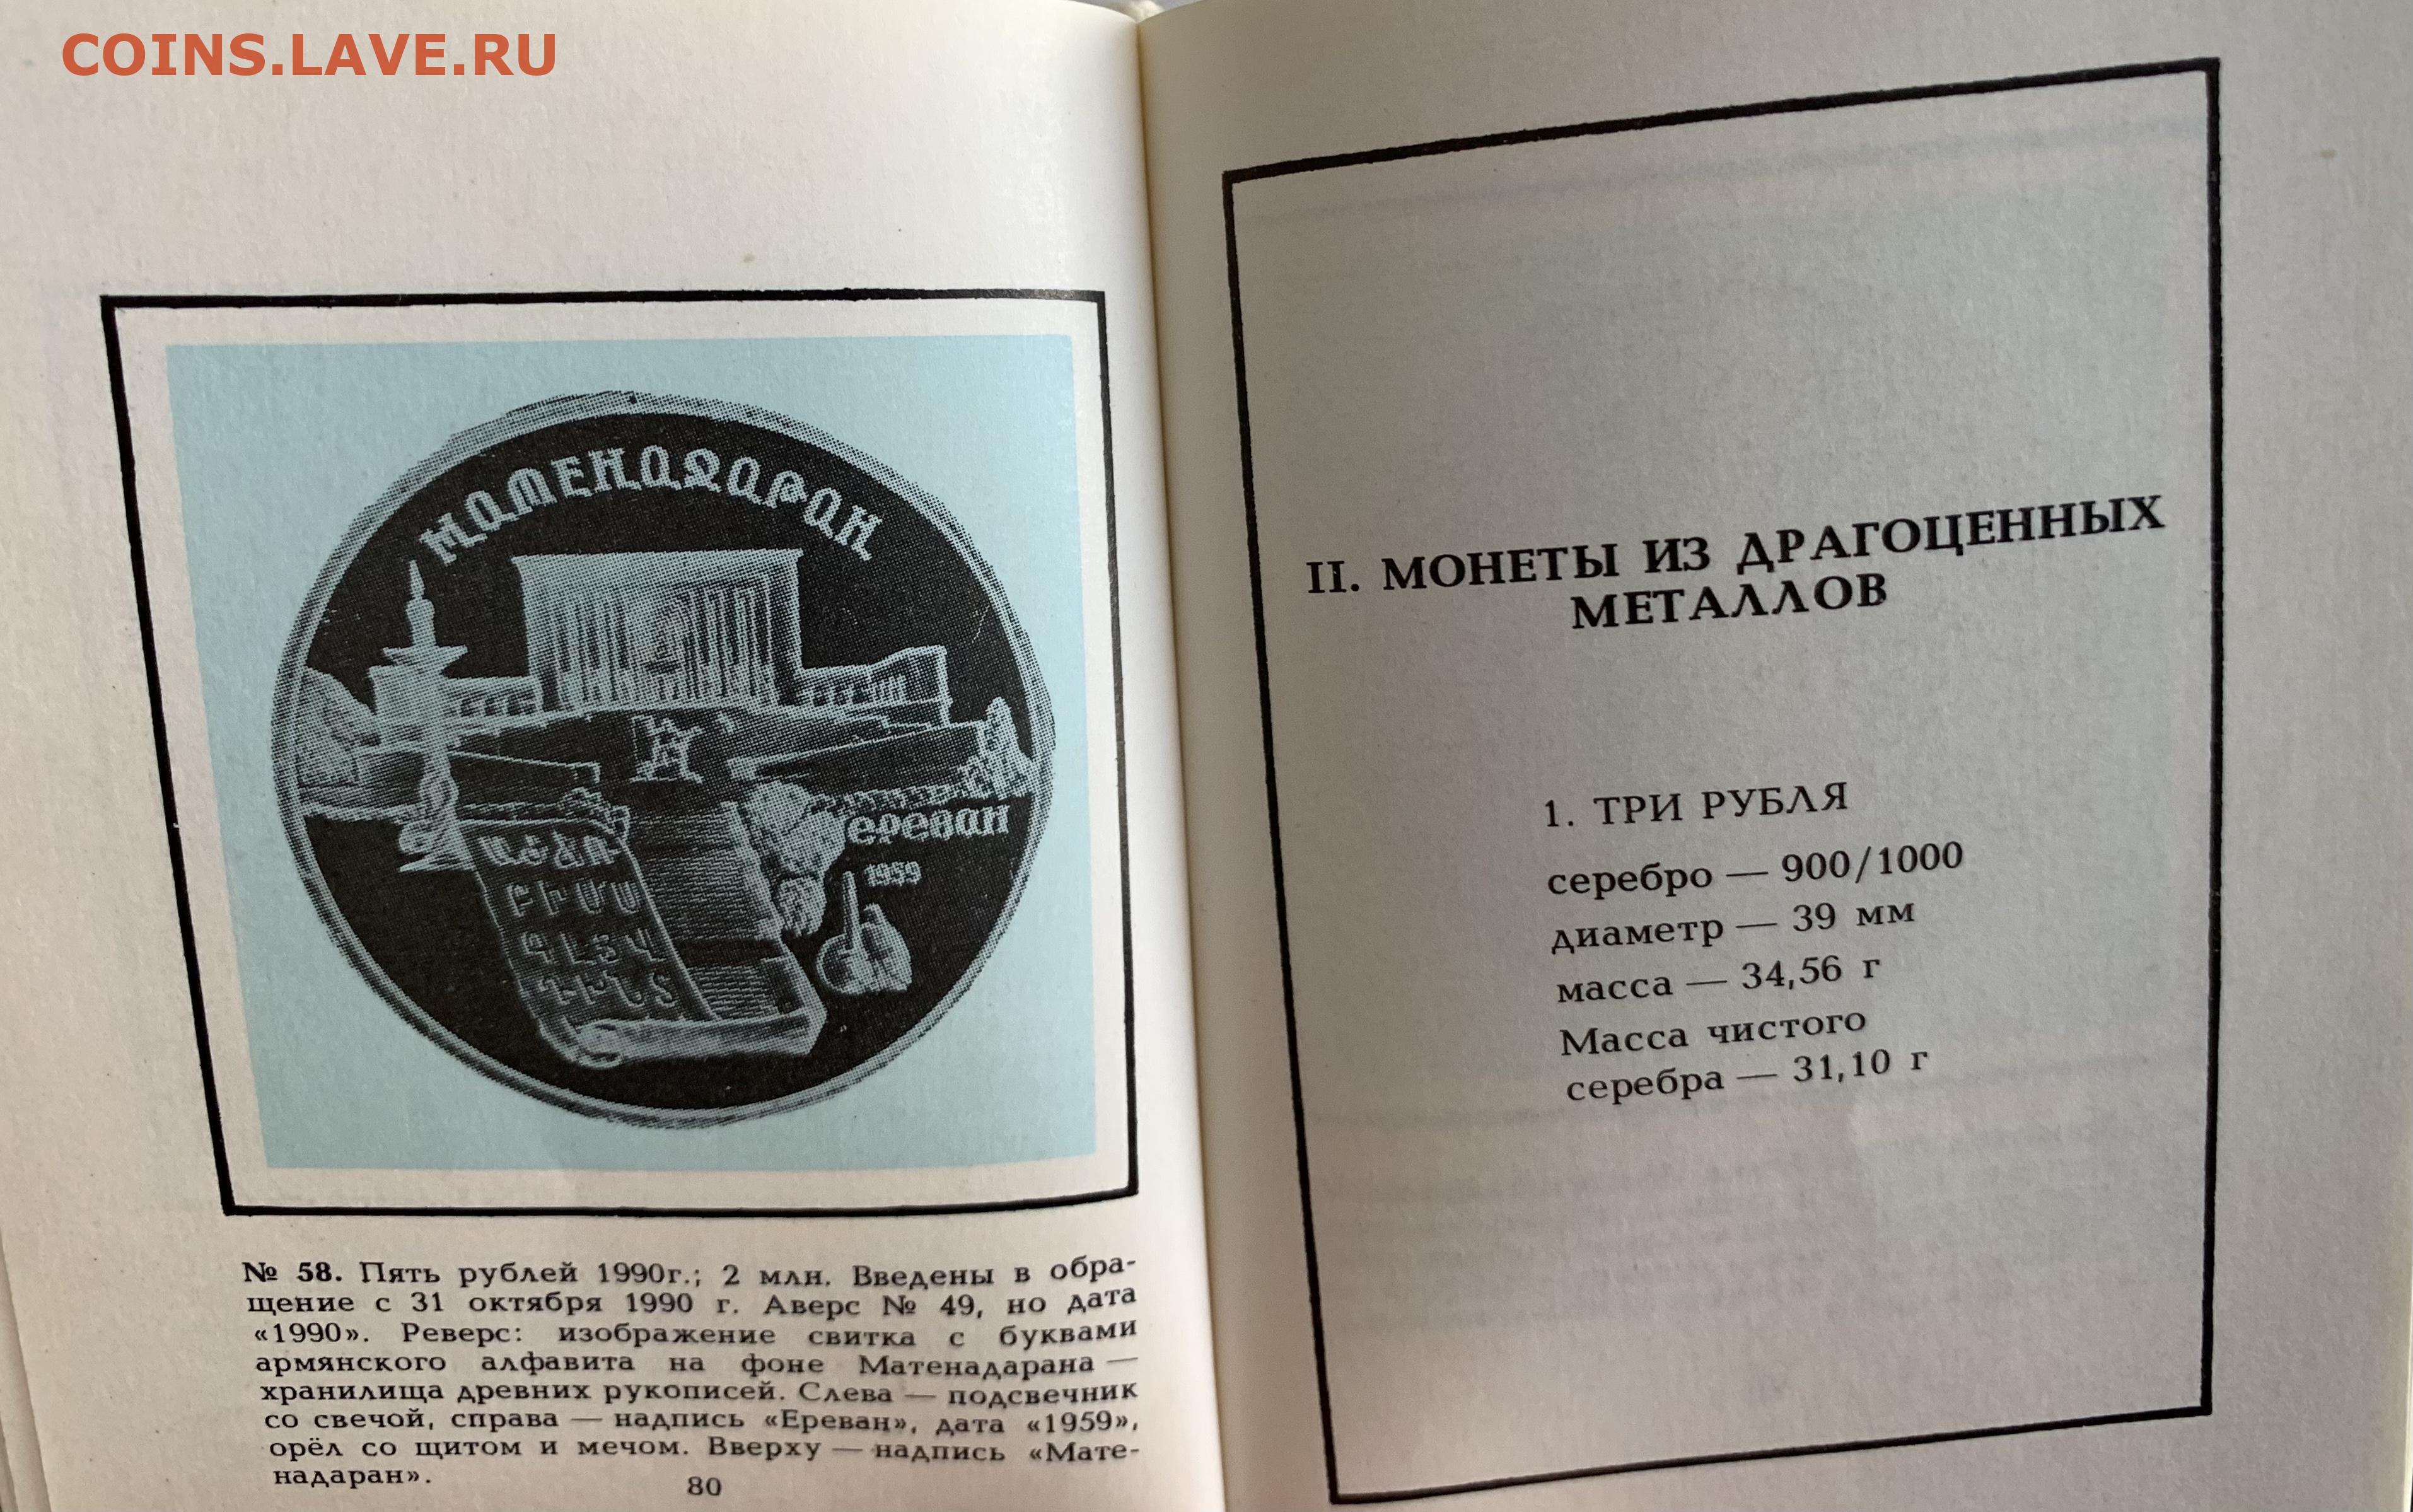 COINS.LAVE.RU
МАТЕНАДАРАН
Ереван
1959
№ 58. Пять рублей 1990г.; 2 млн. Введены в обра-
щение с 31 октября 1990 г. Аверс № 49, но дата
«1990». Реверс: изображение свитка с буквами
армянского алфавита на фоне Матенадарана —
хранилища древних рукописей. Слева — подсвечник
со свечой, справа — надпись «Ереван», дата «1959»,
орёл со щитом и мечом. Вверху — надпись «Мате-
надаран».
80
II. МОНЕТЫ ИЗ ДРАГОЦЕННЫХ
МЕТАЛЛОВ
1. ТРИ РУБЛЯ
серебро — 900/1000
диаметр — 39 мм
масса — 34,56 г
Масса чистого
серебра — 31,10 г